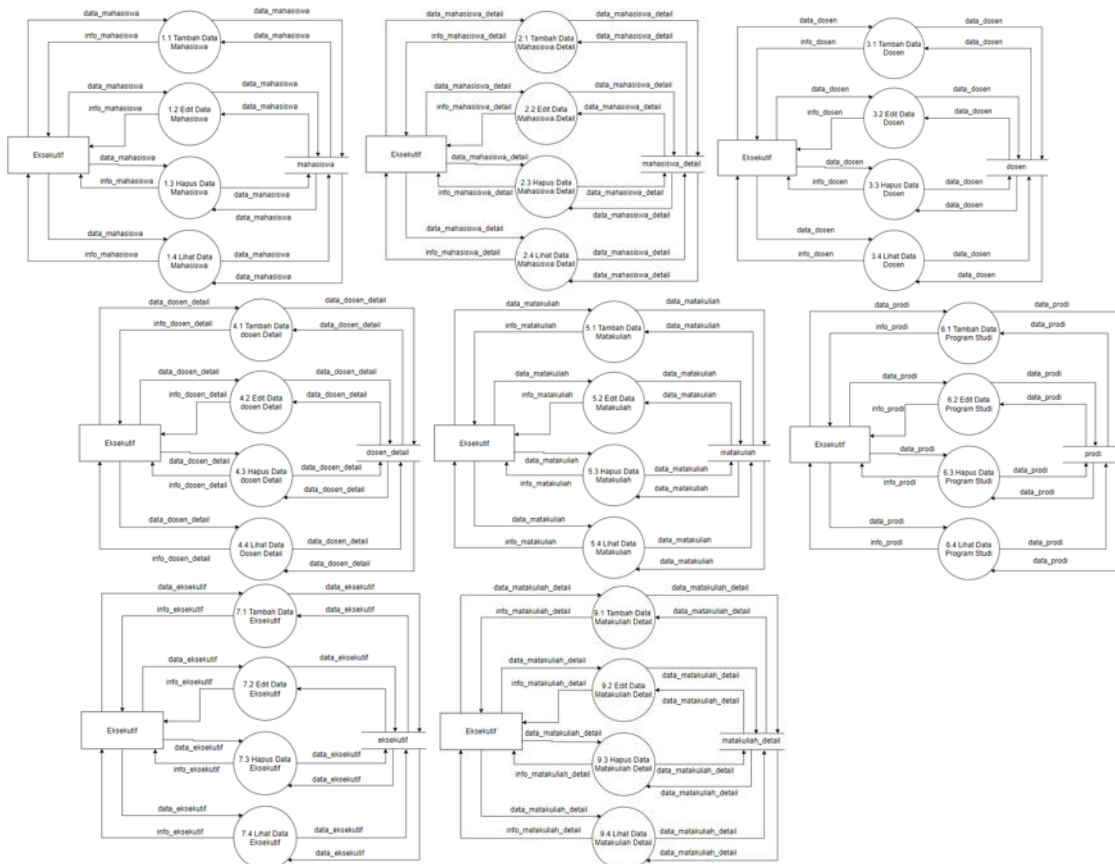 data_mahasiswa
data_mahasiswa
info_mahasiswa
1.1 Tambah Data
Mahasiswa
data_mahasiswa
data_mahasiswa
data_mahasiswa
info_mahasiswa
1.2 Edit Data
Mahasiswa
data_mahasiswa
Eksekutif
mahasiswa
data_mahasiswa
info_mahasiswa
1.3 Hapus Data
Mahasiswa
data_mahasiswa
data_mahasiswa
data_mahasiswa
info_mahasiswa
1.4 Lihat Data
Mahasiswa
data_mahasiswa
data_mahasiswa
data_mahasiswa_detail
data_mahasiswa_detail
info_mahasiswa_detail
2.1 Tambah Data
Mahasiswa Detail
data_mahasiswa_detail
data_mahasiswa_detail
data_mahasiswa_detail
info_mahasiswa_detail
2.2 Edit Data
Mahasiswa Detail
data_mahasiswa_detail
Eksekutif
mahasiswa_detail
data_mahasiswa_detail
info_mahasiswa_detail
2.3 Hapus Data
Mahasiswa Detail
data_mahasiswa_detail
data_mahasiswa_detail
data_mahasiswa_detail
info_mahasiswa_detail
2.4 Lihat Data
Mahasiswa Detail
data_mahasiswa_detail
data_mahasiswa_detail
data_dosen
data_dosen
info_dosen
3.1 Tambah Data
Dosen
data_dosen
data_dosen
data_dosen
info_dosen
3.2 Edit Data
Dosen
data_dosen
Eksekutif
dosen
data_dosen
info_dosen
3.3 Hapus Data
Dosen
data_dosen
data_dosen
data_dosen
info_dosen
3.4 Lihat Data
Dosen
data_dosen
data_dosen
data_dosen_detail
data_dosen_detail
info_dosen_detail
4.1 Tambah Data
dosen Detail
data_dosen_detail
data_dosen_detail
data_dosen_detail
info_dosen_detail
4.2 Edit Data
dosen Detail
data_dosen_detail
Eksekutif
dosen_detail
data_dosen_detail
info_dosen_detail
4.3 Hapus Data
dosen Detail
data_dosen_detail
data_dosen_detail
data_dosen_detail
info_dosen_detail
4.4 Lihat Data
Dosen Detail
data_dosen_detail
data_dosen_detail
data_matakuliah
data_matakuliah
info_matakuliah
5.1 Tambah Data
Matakuliah
data_matakuliah
data_matakuliah
data_matakuliah
info_matakuliah
5.2 Edit Data
Matakuliah
data_matakuliah
Eksekutif
matakuliah
data_matakuliah
info_matakuliah
5.3 Hapus Data
Matakuliah
data_matakuliah
data_matakuliah
data_matakuliah
info_matakuliah
5.4 Lihat Data
Matakuliah
data_matakuliah
data_matakuliah
data_prodi
data_prodi
info_prodi
6.1 Tambah Data
Program Studi
data_prodi
data_prodi
data_prodi
info_prodi
6.2 Edit Data
Program Studi
data_prodi
Eksekutif
prodi
data_prodi
info_prodi
6.3 Hapus Data
Program Studi
data_prodi
data_prodi
data_prodi
info_prodi
6.4 Lihat Data
Program Studi
data_prodi
data_prodi
data_eksekutif
data_eksekutif
info_eksekutif
7.1 Tambah Data
Eksekutif
data_eksekutif
data_eksekutif
data_eksekutif
info_eksekutif
7.2 Edit Data
Eksekutif
data_eksekutif
Eksekutif
eksekutif
data_eksekutif
info_eksekutif
7.3 Hapus Data
Eksekutif
data_eksekutif
data_eksekutif
data_eksekutif
info_eksekutif
7.4 Lihat Data
Eksekutif
data_eksekutif
data_eksekutif
data_matakuliah_detail
data_matakuliah_detail
info_matakuliah_detail
9.1 Tambah Data
Matakuliah Detail
data_matakuliah_detail
data_matakuliah_detail
data_matakuliah_detail
info_matakuliah_detail
9.2 Edit Data
Matakuliah Detail
data_matakuliah_detail
Eksekutif
matakuliah_detail
data_matakuliah_detail
info_matakuliah_detail
9.3 Hapus Data
Matakuliah Detail
data_matakuliah_detail
data_matakuliah_detail
data_matakuliah_detail
info_matakuliah_detail
9.4 Lihat Data
Matakuliah Detail
data_matakuliah_detail
data_matakuliah_detail